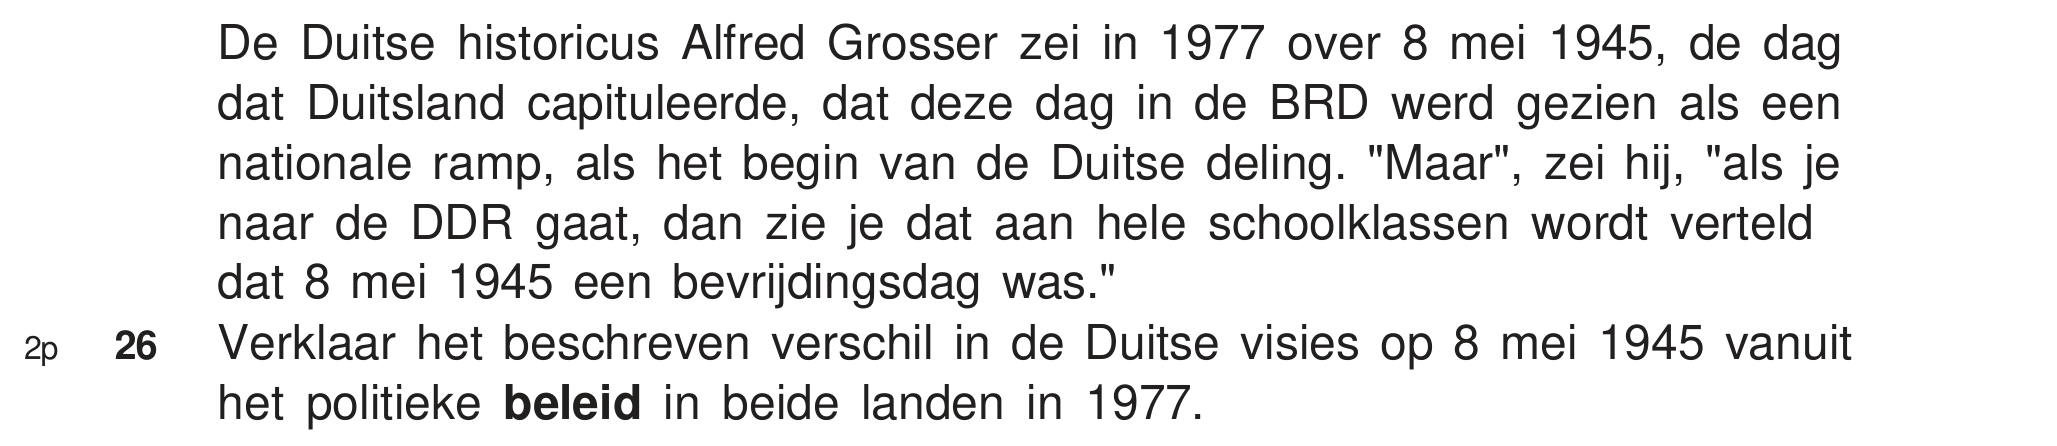 De Duitse historicus Alfred Grosser zei in 1977 over 8 mei 1945, de dag
dat Duitsland capituleerde, dat deze dag in de BRD werd gezien als een
nationale ramp, als het begin van de Duitse deling. "Maar", zei hij, "als je
naar de DDR gaat, dan zie je dat aan hele schoolklassen wordt verteld
dat 8 mei 1945 een bevrijdingsdag was."
2p 26 Verklaar het beschreven verschil in de Duitse visies op 8 mei 1945 vanuit
het politieke beleid in beide landen in 1977.